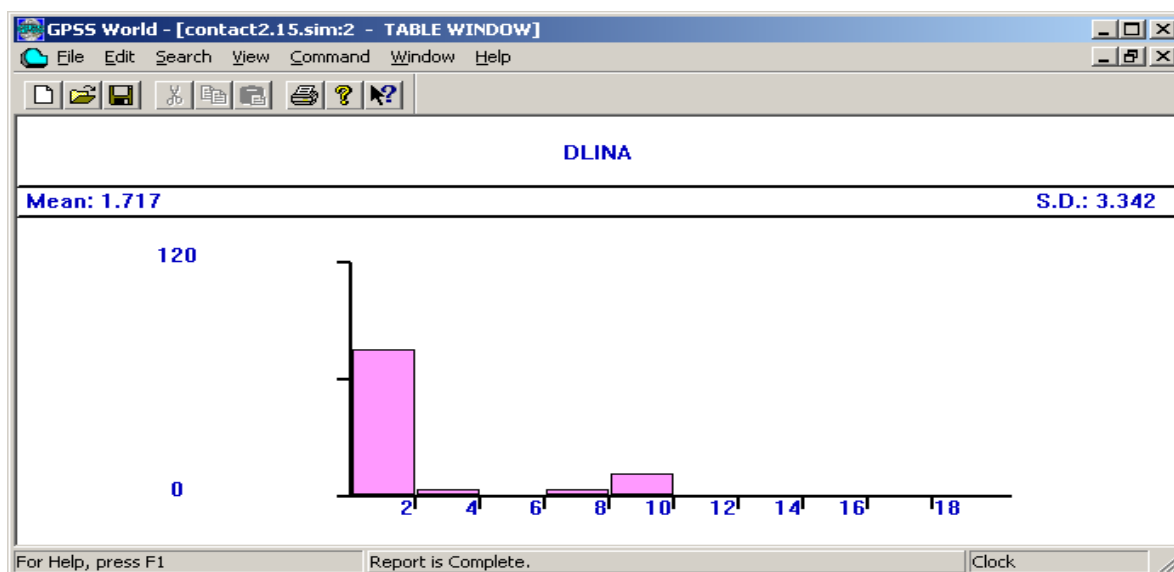 GPSS World - [contact2.15.sim:2 - TABLE WINDOW]
File Edit Search View Command Window Help
DLINA
Mean: 1.717 S.D.: 3.342
120
0
2 4 6 8 10 12 14 16 18
For Help, press F1 Report is Complete. Clock